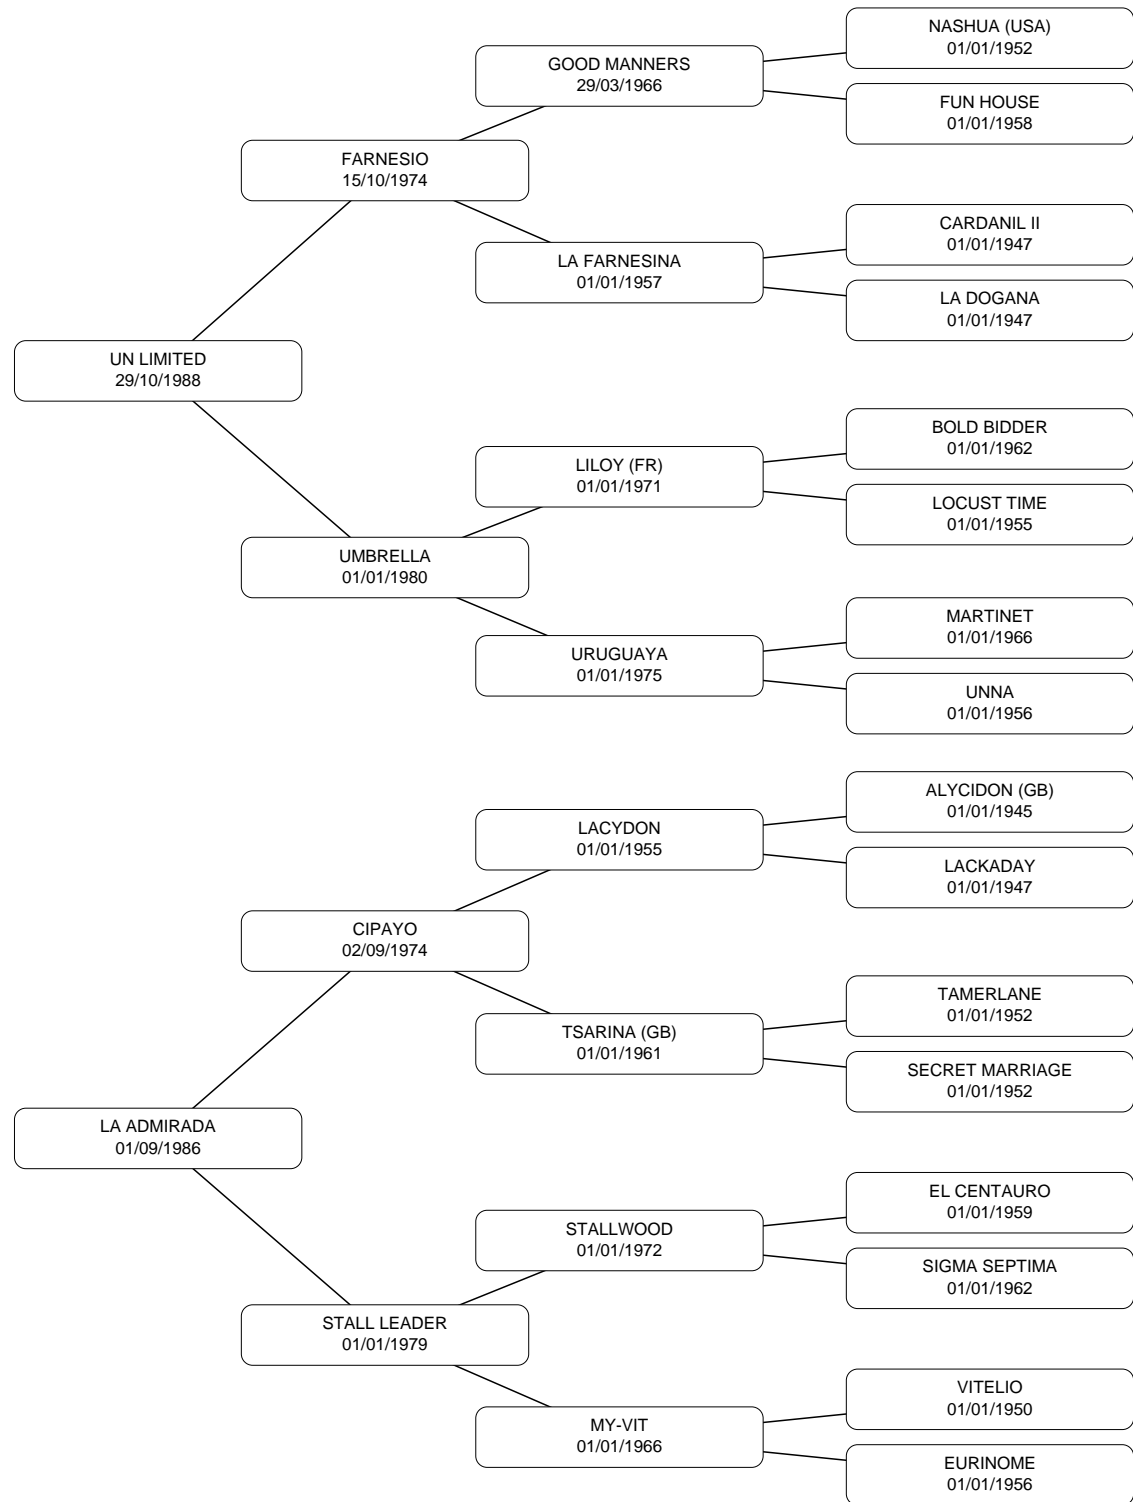 NASHUA (USA)
01/01/1952
GOOD MANNERS
29/03/1966
FUN HOUSE
01/01/1958
FARNESIO
15/10/1974
CARDANIL II
01/01/1947
LA FARNESINA
01/01/1957
LA DOGANA
01/01/1947
UN LIMITED
29/10/1988
BOLD BIDDER
01/01/1962
LILOY (FR)
01/01/1971
LOCUST TIME
01/01/1955
UMBRELLA
01/01/1980
MARTINET
01/01/1966
URUGUAYA
01/01/1975
UNNA
01/01/1956
ALYCIDON (GB)
01/01/1945
LACYDON
01/01/1955
LACKADAY
01/01/1947
CIPAYO
02/09/1974
TAMERLANE
01/01/1952
TSARINA (GB)
01/01/1961
SECRET MARRIAGE
01/01/1952
LA ADMIRADA
01/09/1986
EL CENTAURO
01/01/1959
STALLWOOD
01/01/1972
SIGMA SEPTIMA
01/01/1962
STALL LEADER
01/01/1979
VITELIO
01/01/1950
MY-VIT
01/01/1966
EURINOME
01/01/1956